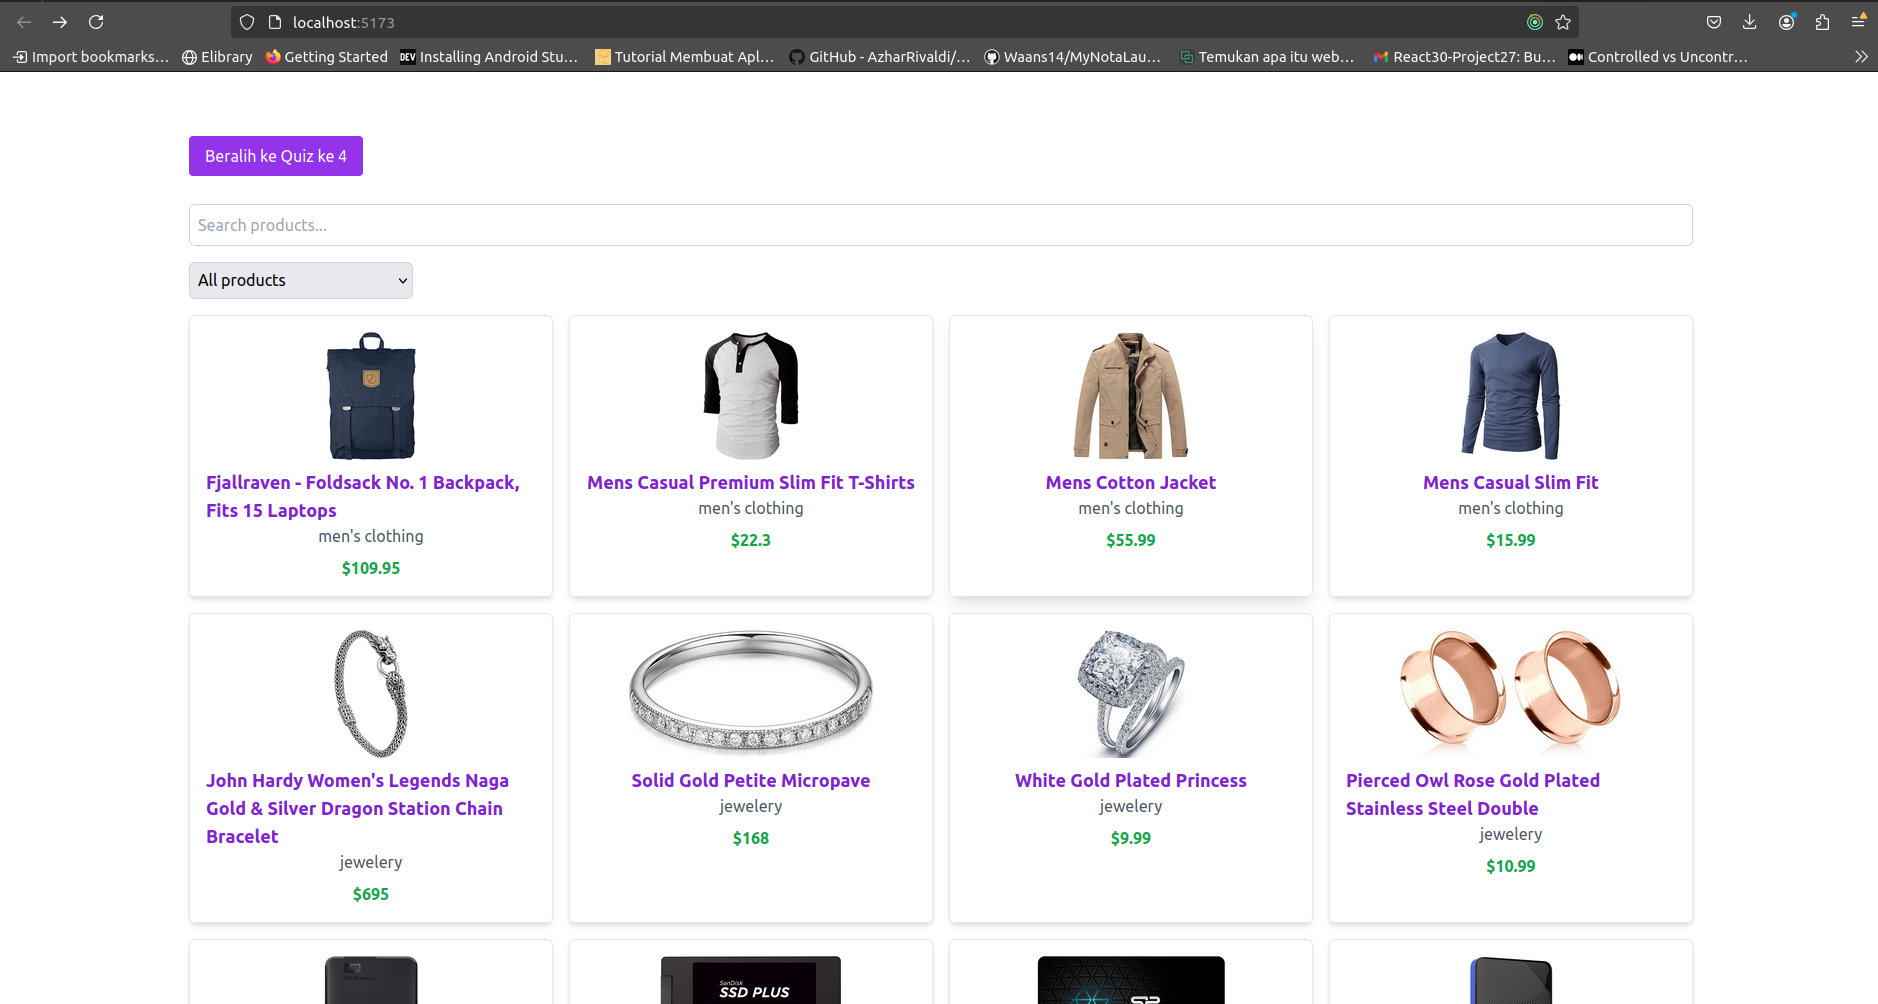 localhost:5173
Import bookmarks... Elibrary Getting Started DEV Installing Android Stu... Tutorial Membuat Apl... GitHub - AzharRivaldi/... Waans14/MyNotaLau... Temukan apa itu web... React30-Project27: Bu... Controlled vs Uncontr...
Beralih ke Quiz ke 4
Search products...
All products
Fjallraven - Foldsack No. 1 Backpack,
Fits 15 Laptops
men's clothing
$109.95
Mens Casual Premium Slim Fit T-Shirts
men's clothing
$22.3
Mens Cotton Jacket
men's clothing
$55.99
Mens Casual Slim Fit
men's clothing
$15.99
John Hardy Women's Legends Naga
Gold & Silver Dragon Station Chain
Bracelet
jewelery
$695
Solid Gold Petite Micropave
jewelery
$168
White Gold Plated Princess
jewelery
$9.99
Pierced Owl Rose Gold Plated
Stainless Steel Double
jewelery
$10.99
SanDisk
SSD PLUS